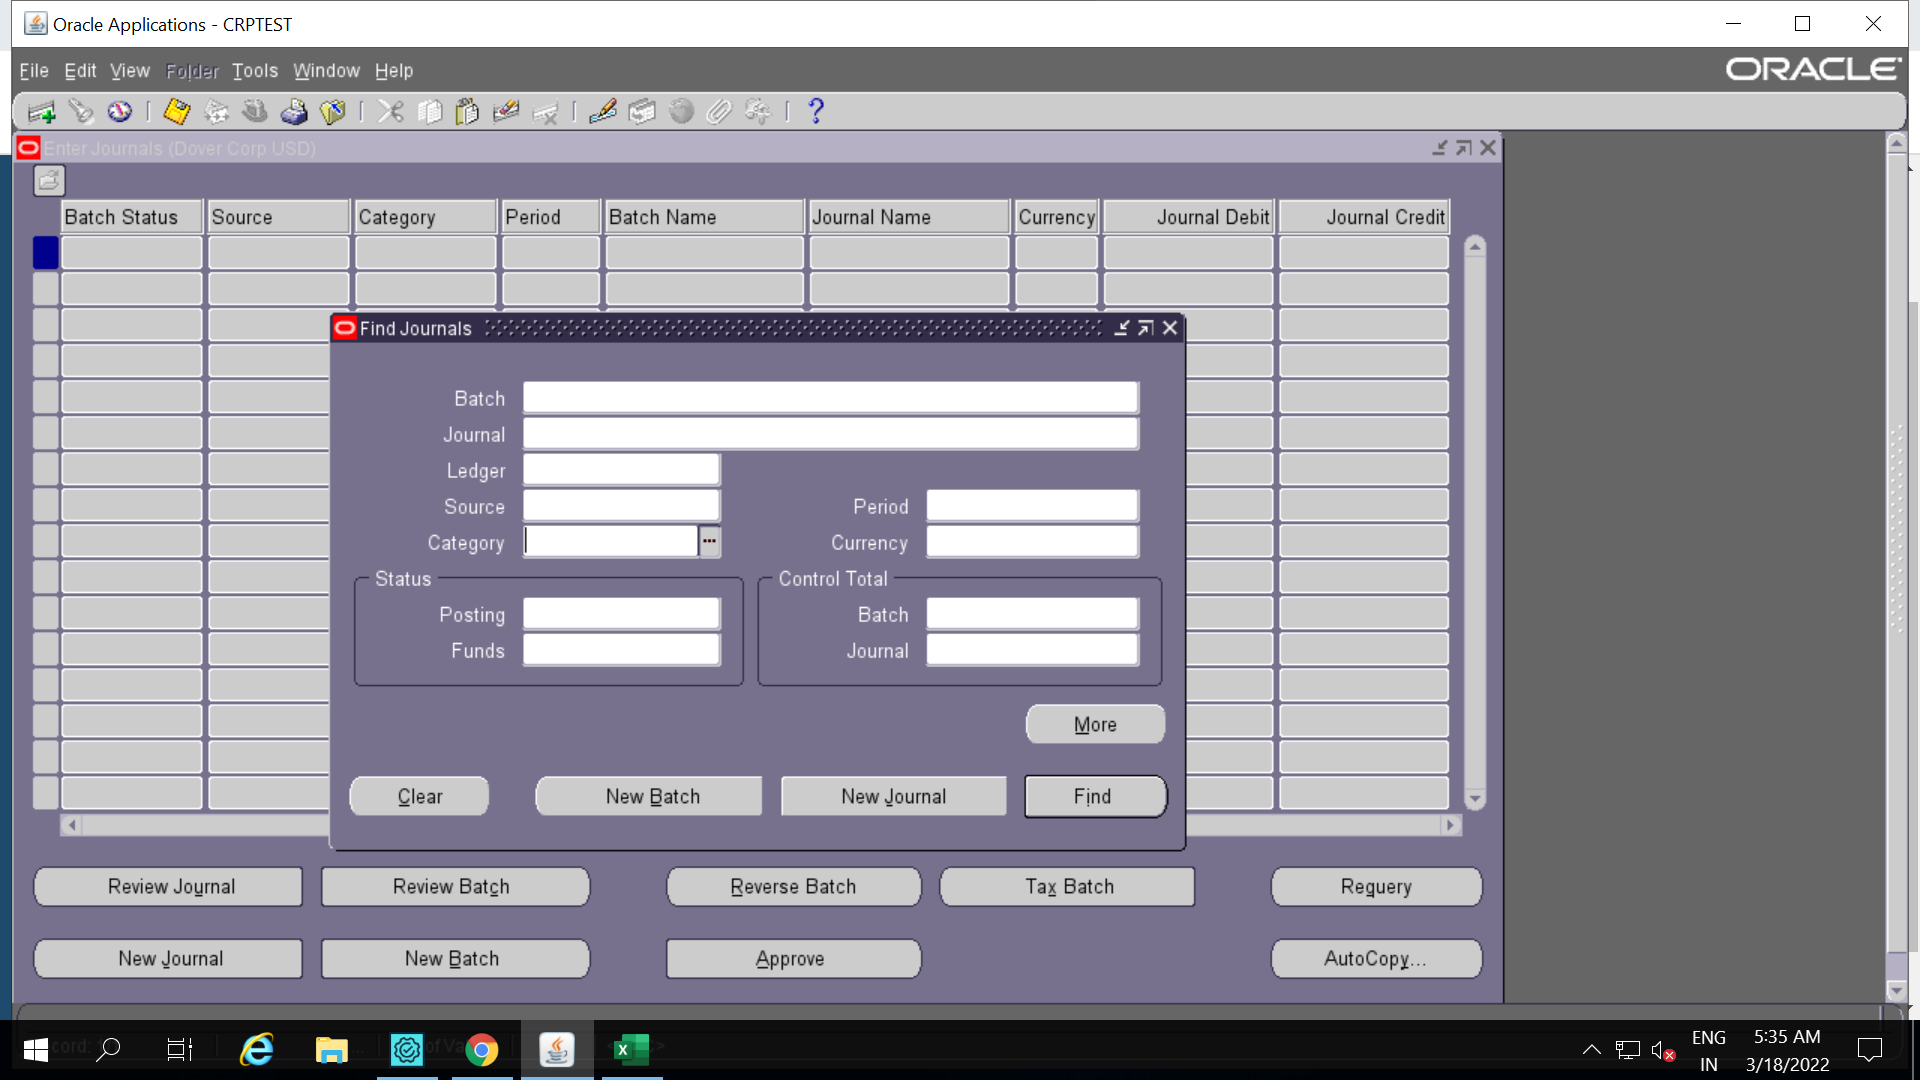 Oracle Applications - CRPTEST
File Edit View Folder Tools Window Help
ORACLE
Enter Journals (Dover Corp USD)
Batch Status Source Category Period Batch Name Journal Name Currency Journal Debit Journal Credit
Find Journals
Batch
Journal
Ledger
Source Period
Category Currency
Status Control Total
Posting Batch
Funds Journal
More
Clear New Batch New Journal Find
Review Journal Review Batch Reverse Batch Tax Batch Requery
New Journal New Batch Approve AutoCopy...
ENG 5:35 AM
IN 3/18/2022